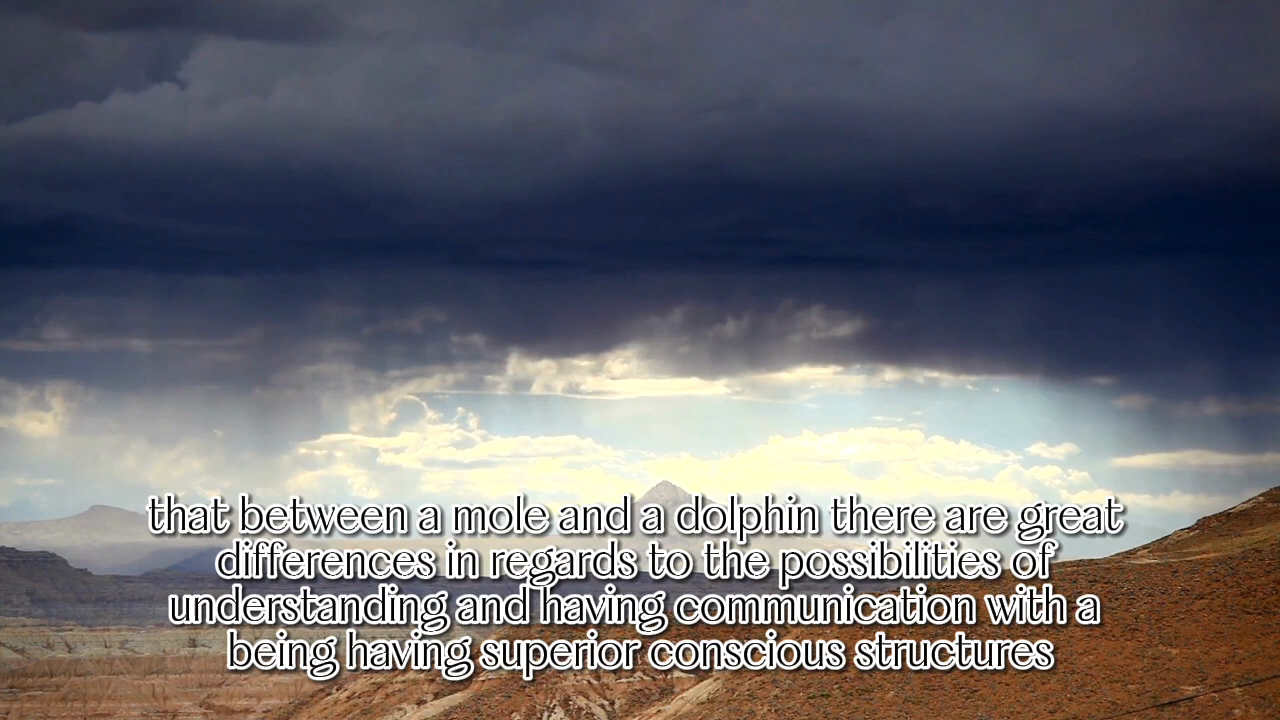 that between a mole and a dolphin there are great
differences in regards to the possibilities of
understanding and having communication with a
being having superior conscious structures